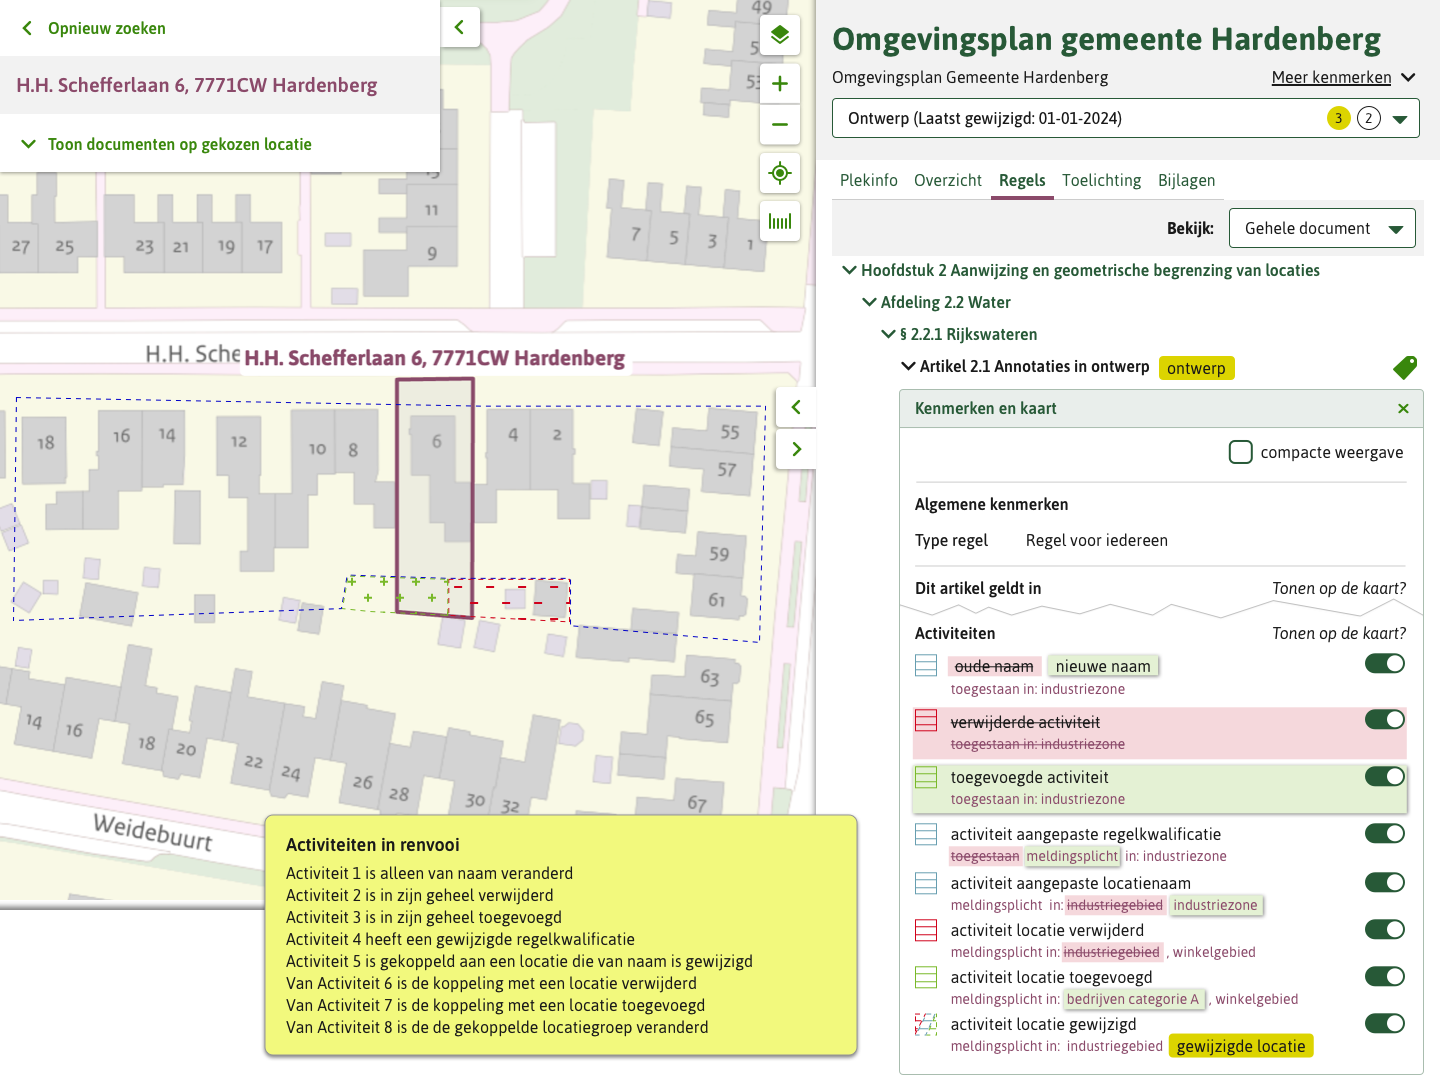 Opnieuw zoeken
H.H. Schefferlaan 6, 7771CW Hardenberg
Toon documenten op gekozen locatie
49
5
53
15
11
9
27
25
23
21
19
17
7
5
3
1
H.H. Sche
H.H. Schefferlaan 6, 7771CW Hardenberg
18
16
14
12
10
8
6
4
2
55
57
59
61
63
65
67
14
16
18
20
22
24
26
28
30
32
Weidebuurt
Activiteiten in renvooi
Activiteit 1 is alleen van naam veranderd
Activiteit 2 is in zijn geheel verwijderd
Activiteit 3 is in zijn geheel toegevoegd
Activiteit 4 heeft een gewijzigde regelkwalificatie
Activiteit 5 is gekoppeld aan een locatie die van naam is gewijzigd
Van Activiteit 6 is de koppeling met een locatie verwijderd
Van Activiteit 7 is de koppeling met een locatie toegevoegd
Van Activiteit 8 is de de gekoppelde locatiegroep veranderd
Omgevingsplan gemeente Hardenberg
Omgevingsplan Gemeente Hardenberg Meer kenmerken
Ontwerp (Laatst gewijzigd: 01-01-2024) 3 2
Plekinfo Overzicht Regels Toelichting Bijlagen
Bekijk: Gehele document
Hoofdstuk 2 Aanwijzing en geometrische begrenzing van locaties
Afdeling 2.2 Water
§ 2.2.1 Rijkswateren
Artikel 2.1 Annotaties in ontwerp ontwerp
Kenmerken en kaart
compacte weergave
Algemene kenmerken
Type regel Regel voor iedereen
Dit artikel geldt in Tonen op de kaart?
Activiteiten Tonen op de kaart?
oude naam nieuwe naam
toegestaan in: industriezone
verwijderde activiteit
toegestaan in: industriezone
toegevoegde activiteit
toegestaan in: industriezone
activiteit aangepaste regelkwalificatie
toegestaan meldingsplicht in: industriezone
activiteit aangepaste locatienaam
meldingsplicht in: industriegebied industriezone
activiteit locatie verwijderd
meldingsplicht in: industriegebied , winkelgebied
activiteit locatie toegevoegd
meldingsplicht in: bedrijven categorie A , winkelgebied
activiteit locatie gewijzigd
meldingsplicht in: industriegebied gewijzigde locatie